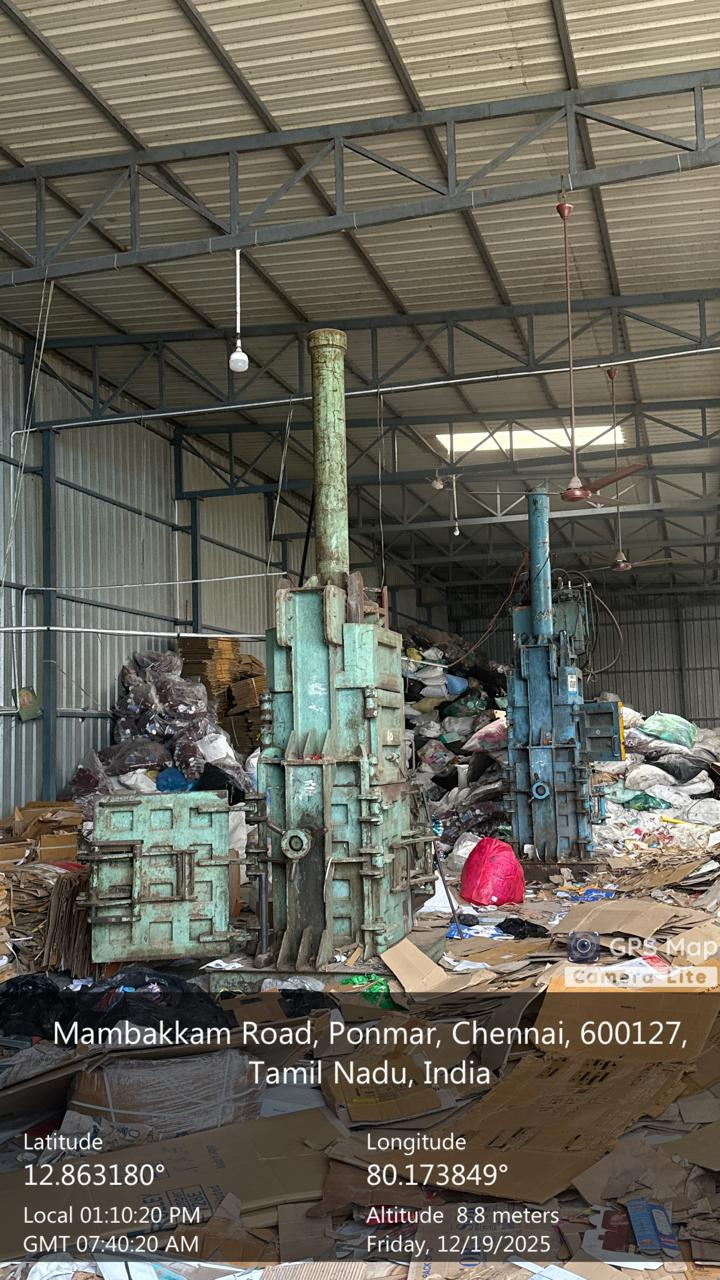 GPS Map
Camera Lite
Mambakkam Road, Ponmar, Chennai, 600127,
Tamil Nadu, India
Latitude
12.863180°
Longitude
80.173849°
Local 01:10:20 PM
GMT 07:40:20 AM
Altitude 8.8 meters
Friday, 12/19/2025